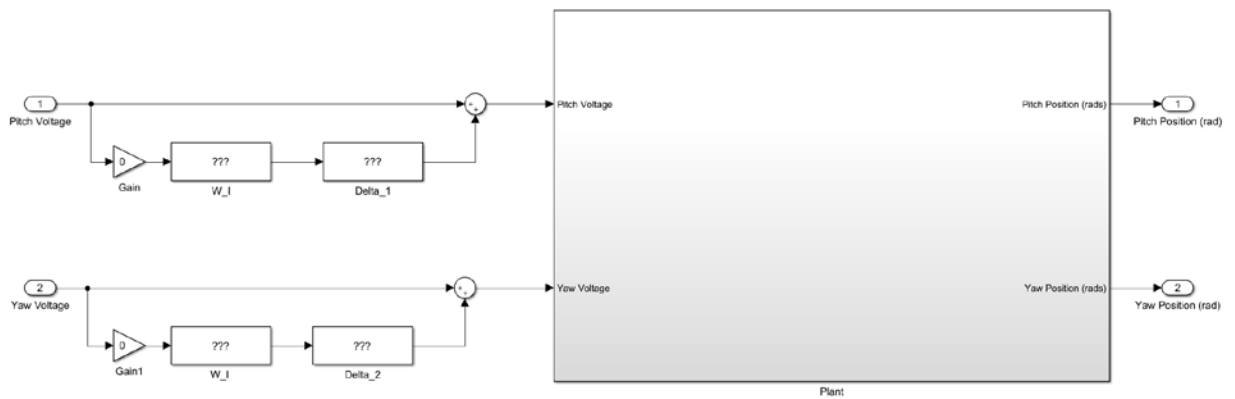 1
Pitch Voltage
0
Gain
???
W_I
???
Delta_1
++
Pitch Voltage
Pitch Position (rads)
1
Pitch Position (rad)
2
Yaw Voltage
0
Gain1
???
W_I
???
Delta_2
++
Yaw Voltage
Yaw Position (rads)
2
Yaw Position (rad)
Plant